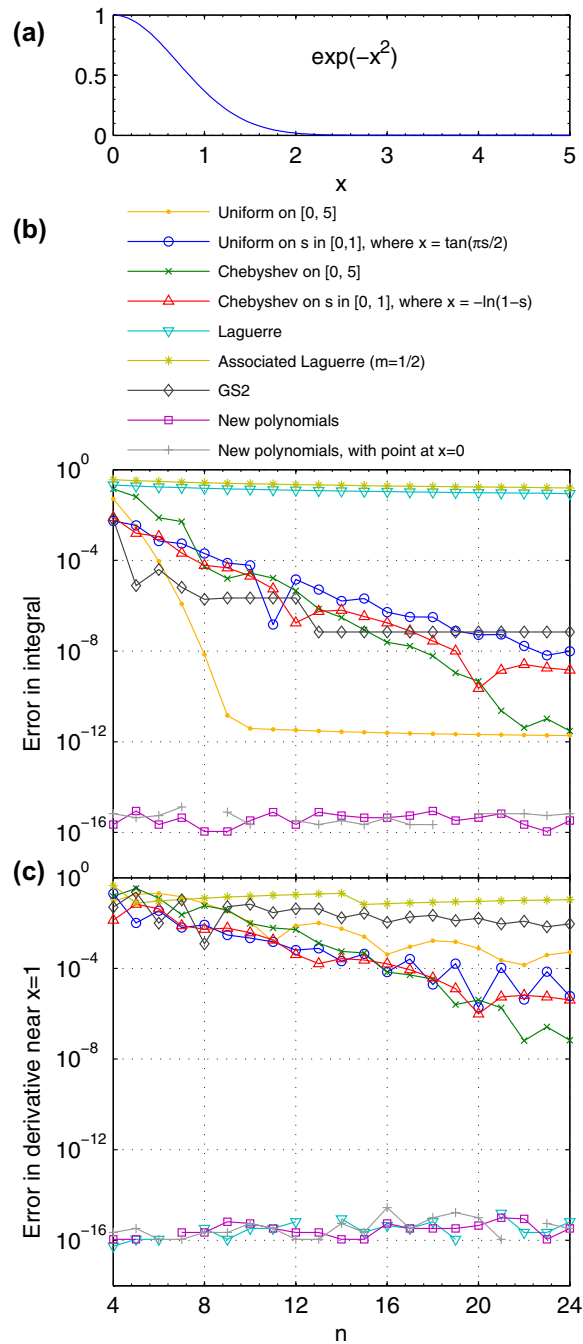 (a)
1
0.5
0
exp(−x²)
0 1 2 3 4 5
x
(b)
Uniform on [0, 5]
Uniform on s in [0,1], where x = tan(πs/2)
Chebyshev on [0, 5]
Chebyshev on s in [0, 1], where x = −ln(1−s)
Laguerre
Associated Laguerre (m=1/2)
GS2
New polynomials
New polynomials, with point at x=0
Error in integral
10⁰
10⁻⁴
10⁻⁸
10⁻¹²
10⁻¹⁶
(c)
Error in derivative near x=1
10⁰
10⁻⁴
10⁻⁸
10⁻¹²
10⁻¹⁶
4 8 12 16 20 24
n